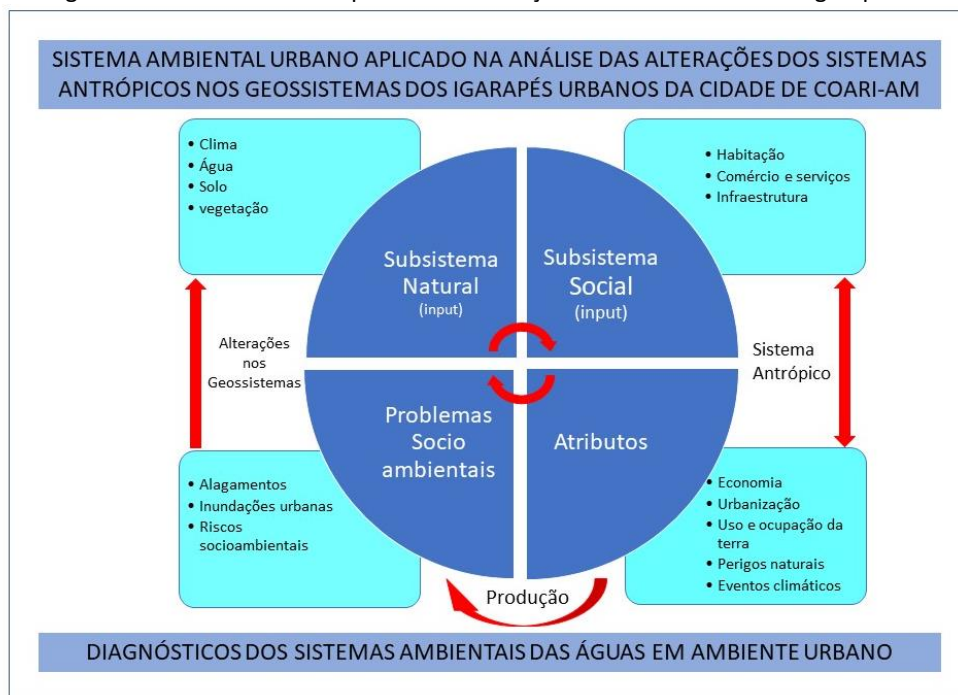 SISTEMA AMBIENTAL URBANO APLICADO NA ANÁLISE DAS ALTERAÇÕES DOS SISTEMAS
ANTRÓPICOS NOS GEOSSISTEMAS DOS IGARAPÉS URBANOS DA CIDADE DE COARI-AM
• Clima
• Água
• Solo
• vegetação
• Habitação
• Comércio e serviços
• Infraestrutura
Subsistema
Natural
(input)
Subsistema
Social
(input)
Alterações
nos
Geossistemas
Sistema
Antrópico
Problemas
Socio
ambientais
Atributos
• Alagamentos
• Inundações urbanas
• Riscos
socioambientais
• Economia
• Urbanização
• Uso e ocupação da
terra
• Perigos naturais
• Eventos climáticos
Produção
DIAGNÓSTICOS DOS SISTEMAS AMBIENTAIS DAS ÁGUAS EM AMBIENTE URBANO